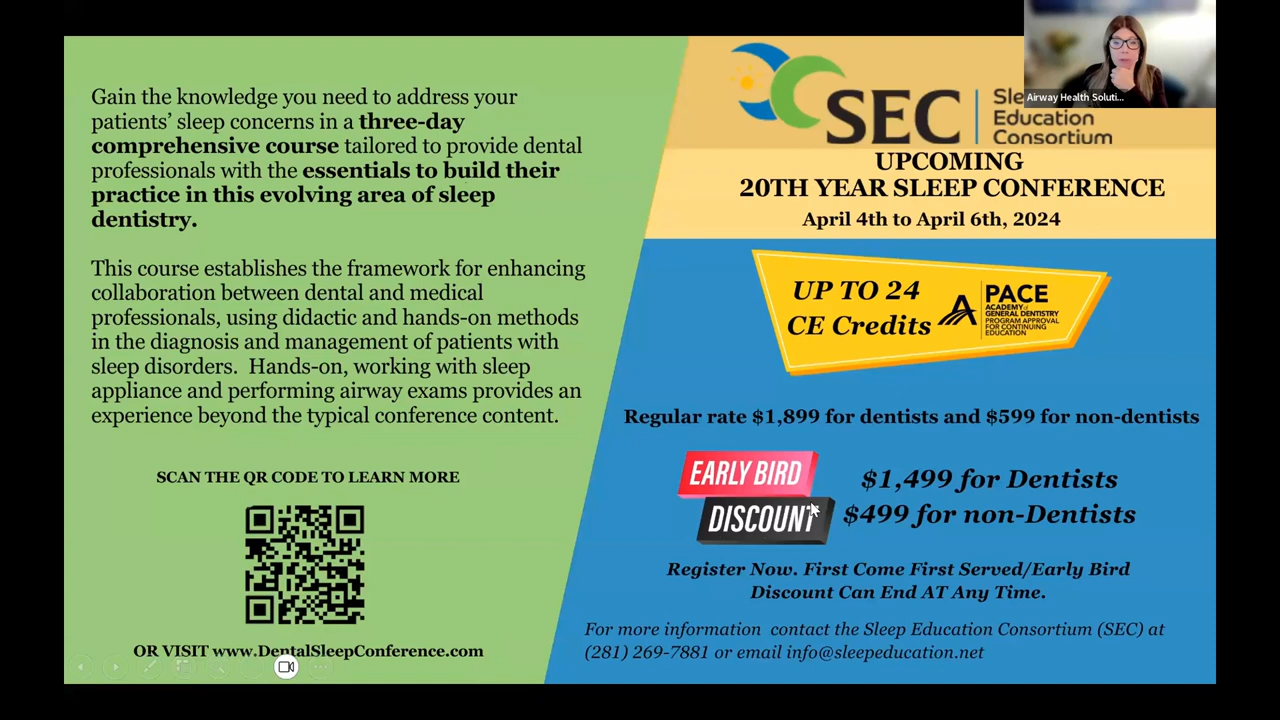 Gain the knowledge you need to address your
patients' sleep concerns in a three-day
comprehensive course tailored to provide dental
professionals with the essentials to build their
practice in this evolving area of sleep
dentistry.
This course establishes the framework for enhancing
collaboration between dental and medical
professionals, using didactic and hands-on methods
in the diagnosis and management of patients with
sleep disorders. Hands-on, working with sleep
appliance and performing airway exams provides an
experience beyond the typical conference content.
SCAN THE QR CODE TO LEARN MORE
OR VISIT www.DentalSleepConference.com
Airway Health Soluti...
SEC
Education
Consortium
UPCOMING
20TH YEAR SLEEP CONFERENCE
April 4th to April 6th, 2024
UP TO 24
CE Credits
PACE
ACADEMY of
GENERAL DENTISTRY
PROGRAM APPROVAL
FOR CONTINUING
EDUCATION
Regular rate $1,899 for dentists and $599 for non-dentists
EARLY BIRD
DISCOUNT
$1,499 for Dentists
$499 for non-Dentists
Register Now. First Come First Served/Early Bird
Discount Can End AT Any Time.
For more information contact the Sleep Education Consortium (SEC) at
(281) 269-7881 or email info@sleepeducation.net